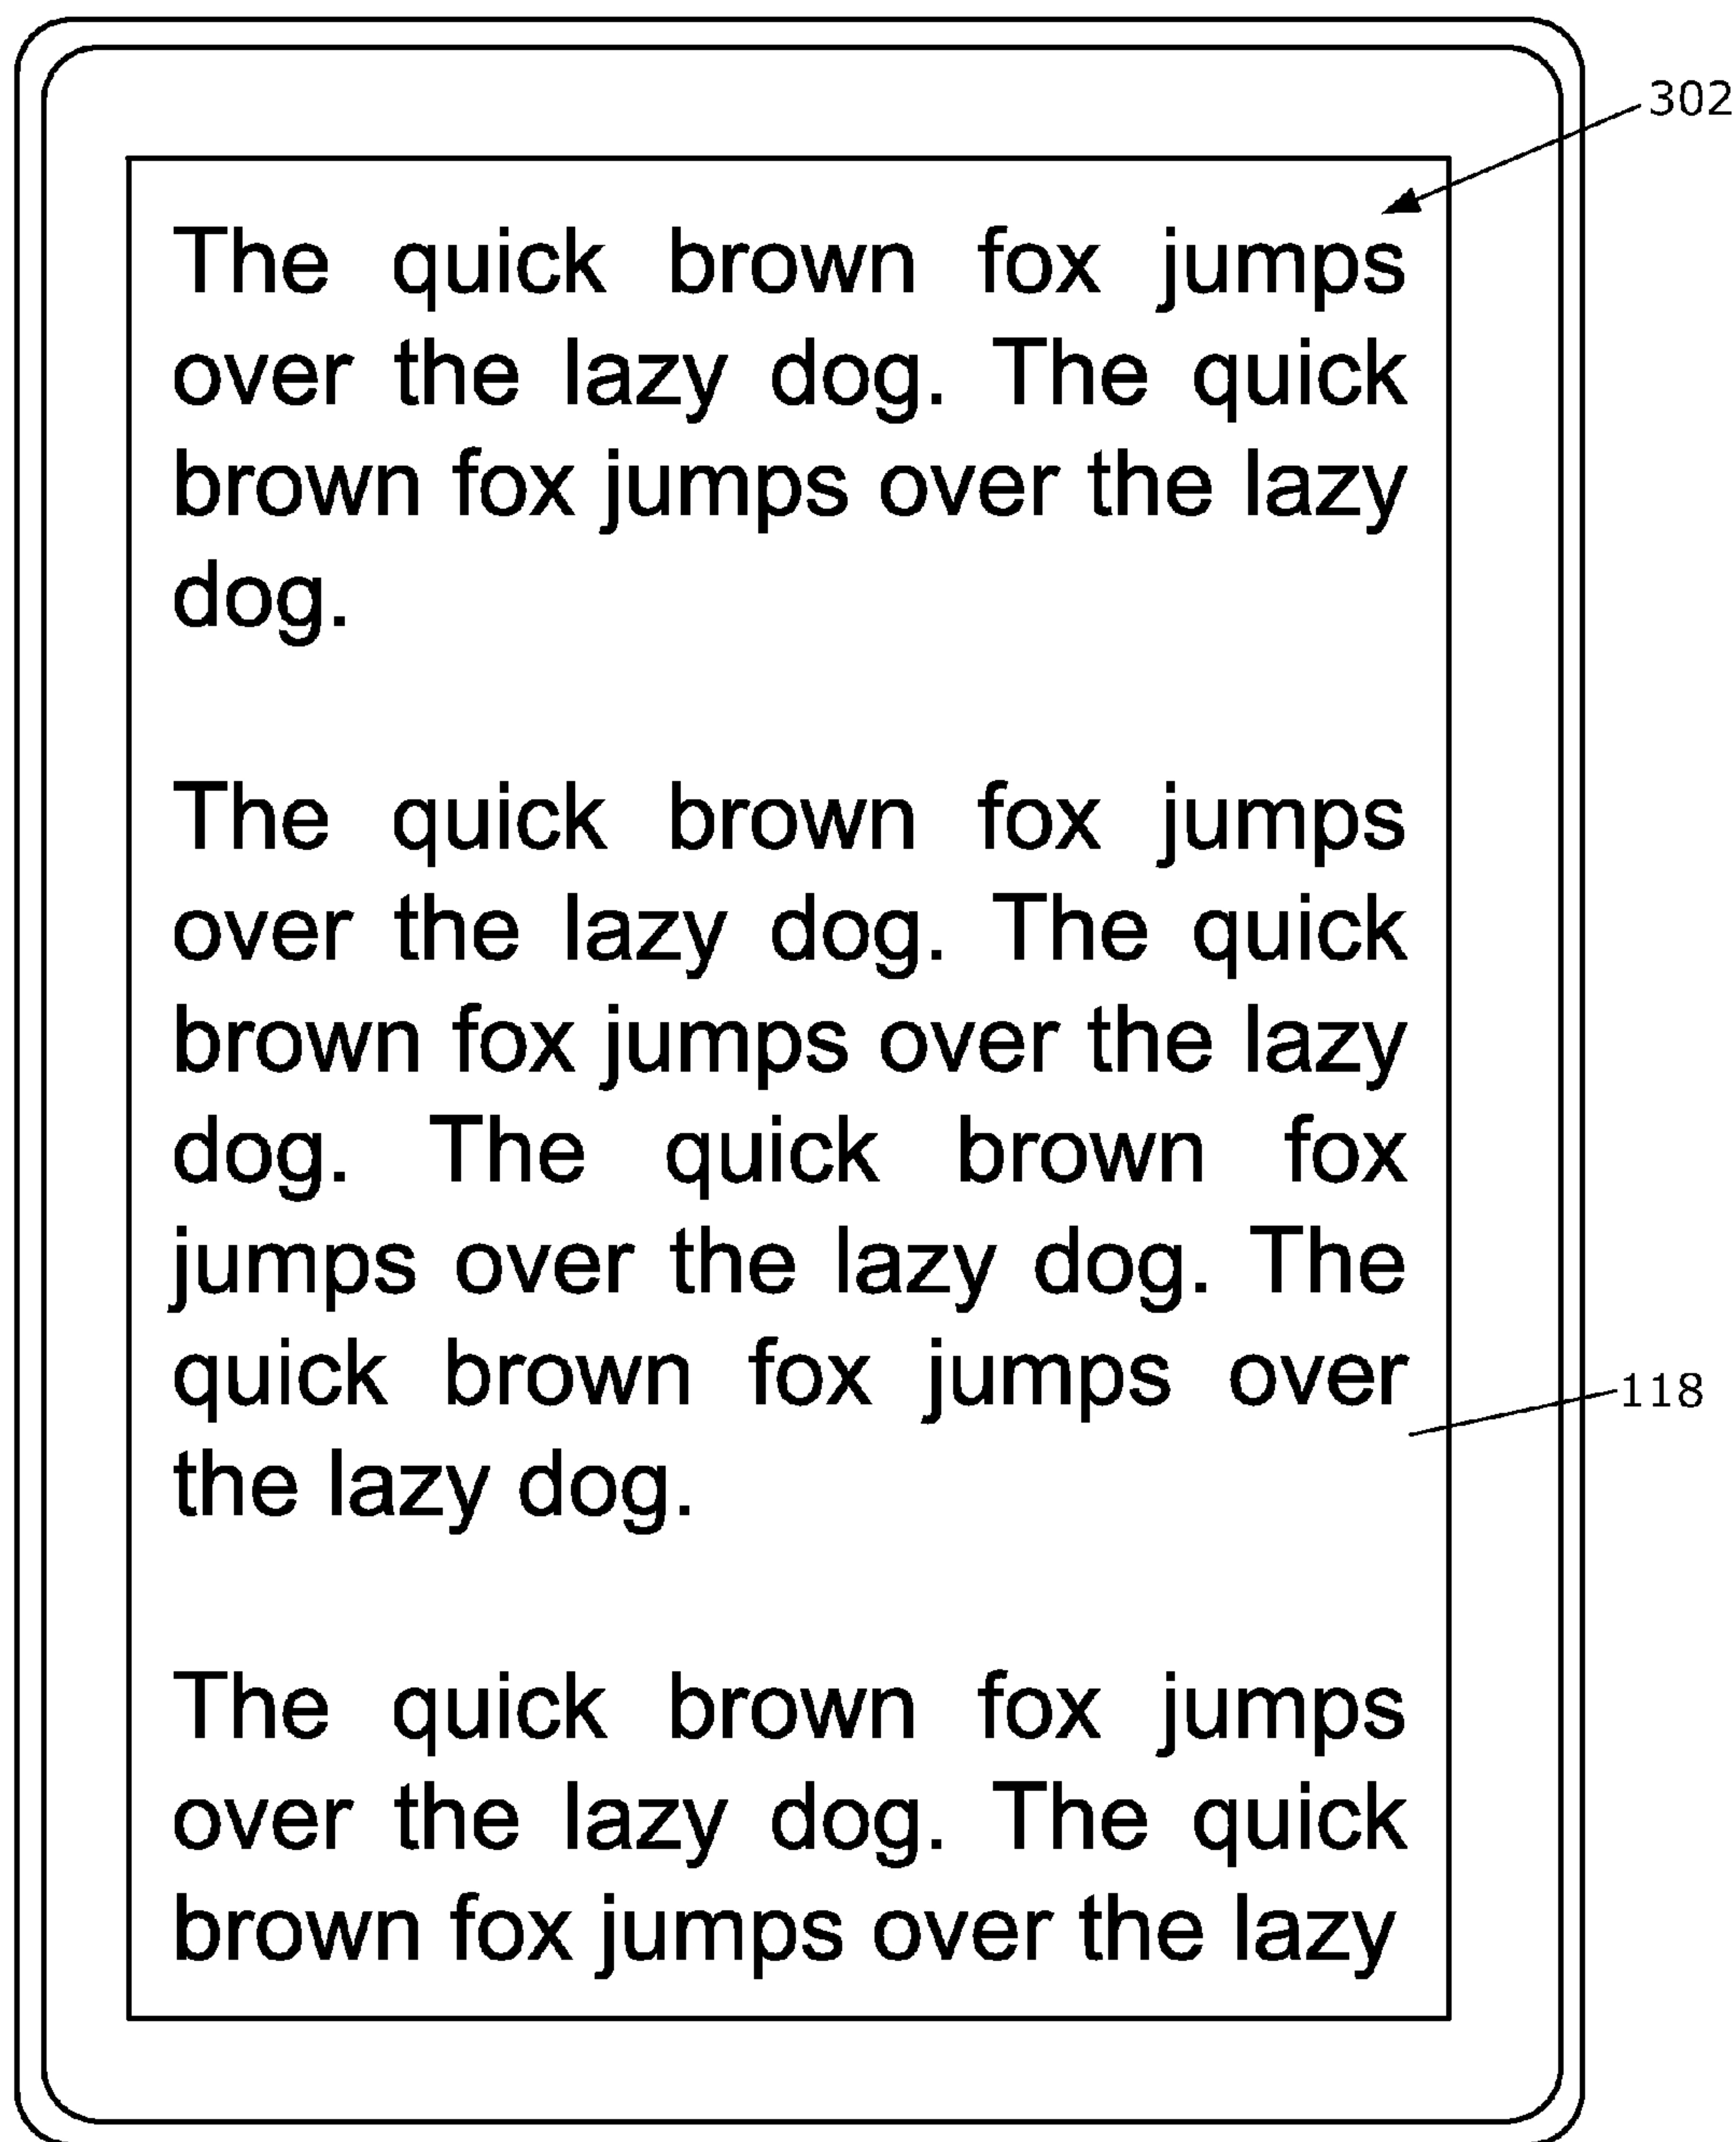 302
The quick brown fox jumps
over the lazy dog. The quick
brown fox jumps over the lazy
dog.
The quick brown fox jumps
over the lazy dog. The quick
brown fox jumps over the lazy
dog. The quick brown fox
jumps over the lazy dog. The
quick brown fox jumps over
118
the lazy dog.
The quick brown fox jumps
over the lazy dog. The quick
brown fox jumps over the lazy